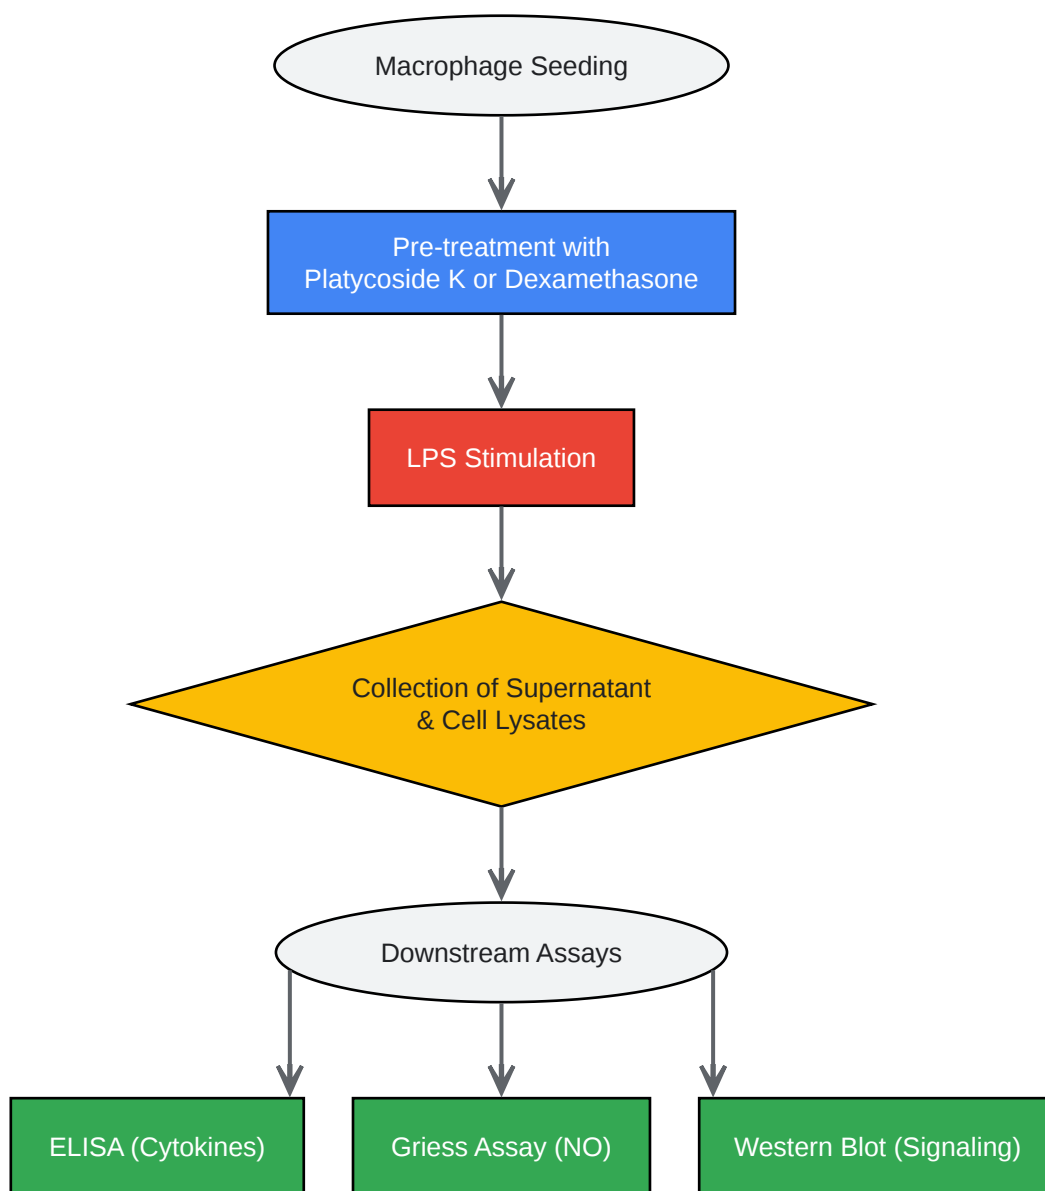 Macrophage Seeding
Pre-treatment with
Platycoside K or Dexamethasone
LPS Stimulation
Collection of Supernatant
& Cell Lysates
Downstream Assays
ELISA (Cytokines)
Griess Assay (NO)
Western Blot (Signaling)